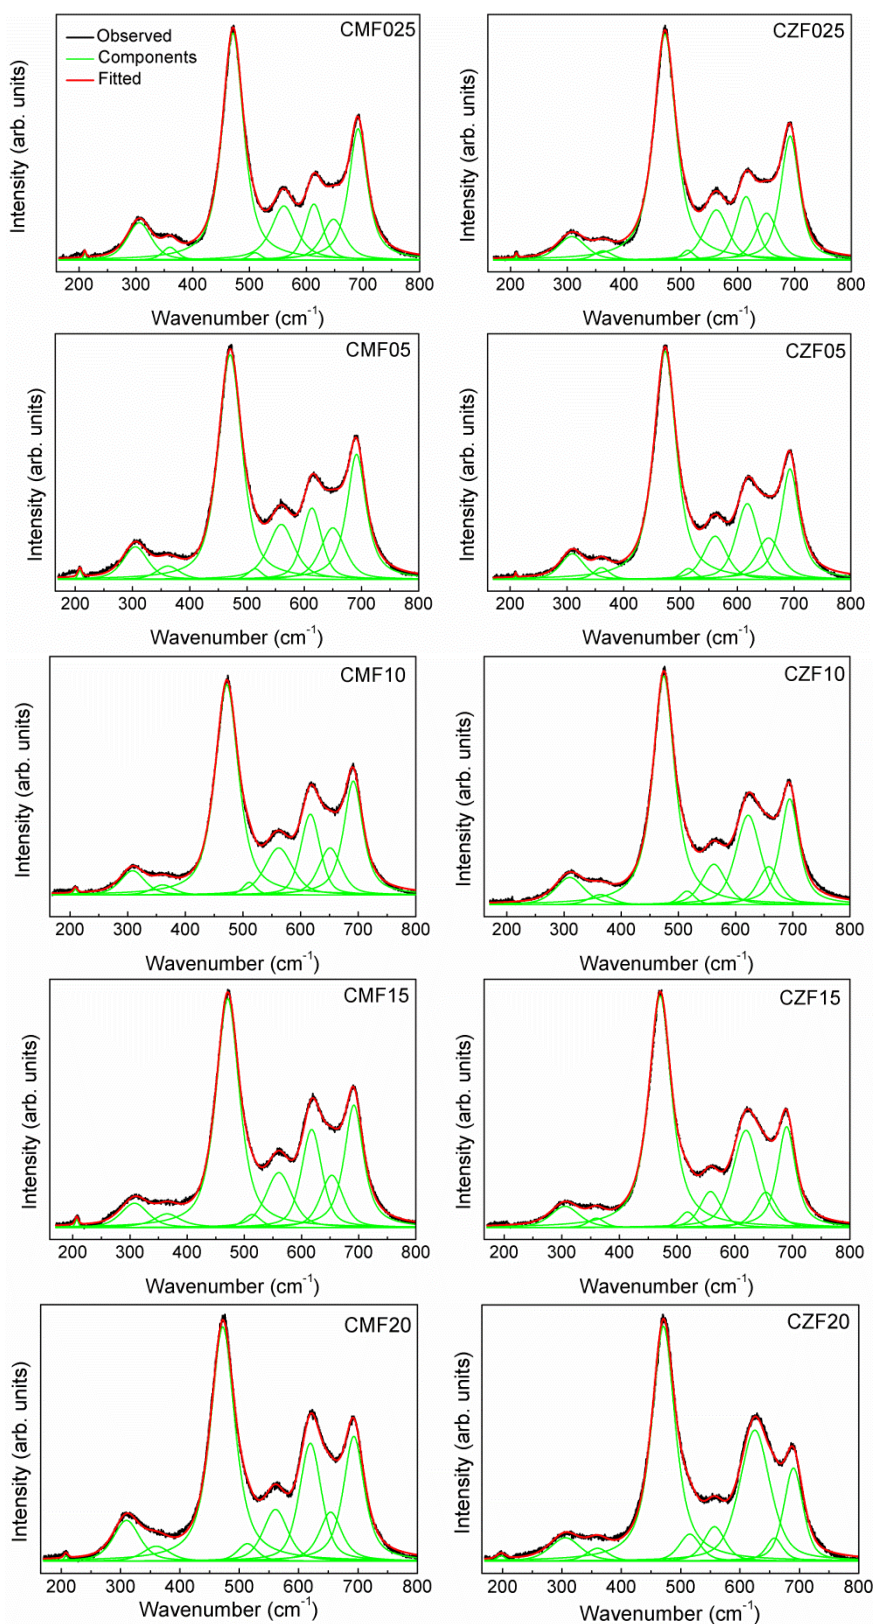 CMF025
Observed
Components
Fitted
Intensity (arb. units)
200 300 400 500 600 700 800
Wavenumber (cm-1)
CZF025
Intensity (arb. units)
200 300 400 500 600 700 800
Wavenumber (cm-1)
CMF05
Intensity (arb. units)
200 300 400 500 600 700 800
Wavenumber (cm-1)
CZF05
Intensity (arb. units)
200 300 400 500 600 700 800
Wavenumber (cm-1)
CMF10
Intensity (arb. units)
200 300 400 500 600 700 800
Wavenumber (cm-1)
CZF10
Intensity (arb. units)
200 300 400 500 600 700 800
Wavenumber (cm-1)
CMF15
Intensity (arb. units)
200 300 400 500 600 700 800
Wavenumber (cm-1)
CZF15
Intensity (arb. units)
200 300 400 500 600 700 800
Wavenumber (cm-1)
CMF20
Intensity (arb. units)
200 300 400 500 600 700 800
Wavenumber (cm-1)
CZF20
Intensity (arb. units)
200 300 400 500 600 700 800
Wavenumber (cm-1)